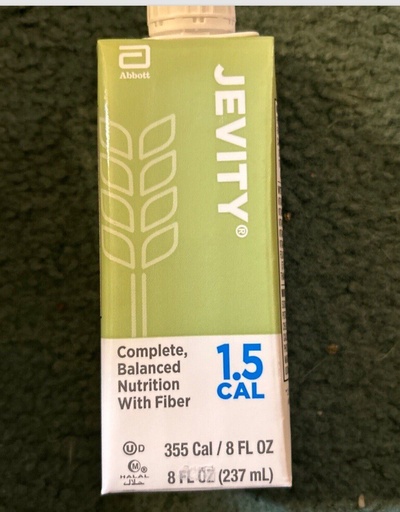 Abbott
JEVITY®
Complete,
Balanced
Nutrition
With Fiber
1.5
CAL
UD
355 Cal / 8 FL OZ
M®
HALAL
8 FL OZ (237 mL)